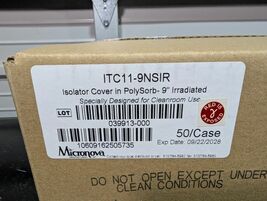 ITC11-9NSIR
Isolator Cover in PolySorb- 9" Irradiated
Specially Designed for Cleanroom Use
LOT
039913-000
50/Case
10609162505735
Exp Date: 09/22/2028
Micronova
EXPOSED
DO NOT OPEN EXCEPT UNDER
CLEAN CONDITIONS